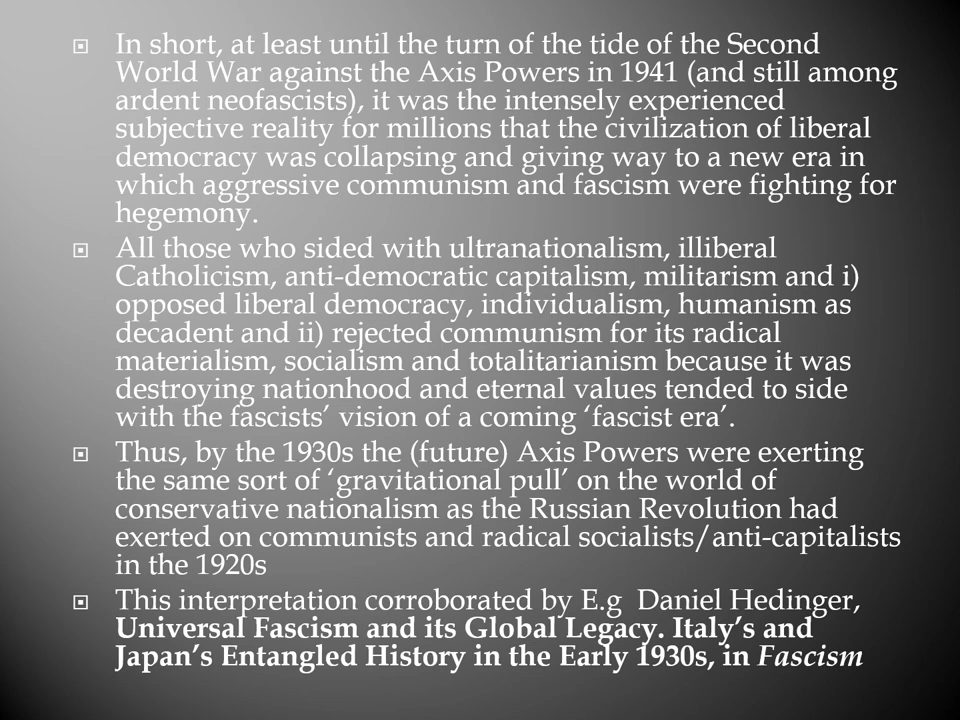 In short, at least until the turn of the tide of the Second
World War against the Axis Powers in 1941 (and still among
ardent neofascists), it was the intensely experienced
subjective reality for millions that the civilization of liberal
democracy was collapsing and giving way to a new era in
which aggressive communism and fascism were fighting for
hegemony.
All those who sided with ultranationalism, illiberal
Catholicism, anti-democratic capitalism, militarism and i)
opposed liberal democracy, individualism, humanism as
decadent and ii) rejected communism for its radical
materialism, socialism and totalitarianism because it was
destroying nationhood and eternal values tended to side
with the fascists’ vision of a coming ‘fascist era’.
Thus, by the 1930s the (future) Axis Powers were exerting
the same sort of ‘gravitational pull’ on the world of
conservative nationalism as the Russian Revolution had
exerted on communists and radical socialists/anti-capitalists
in the 1920s
This interpretation corroborated by E.g Daniel Hedinger,
Universal Fascism and its Global Legacy. Italy’s and
Japan’s Entangled History in the Early 1930s, in Fascism